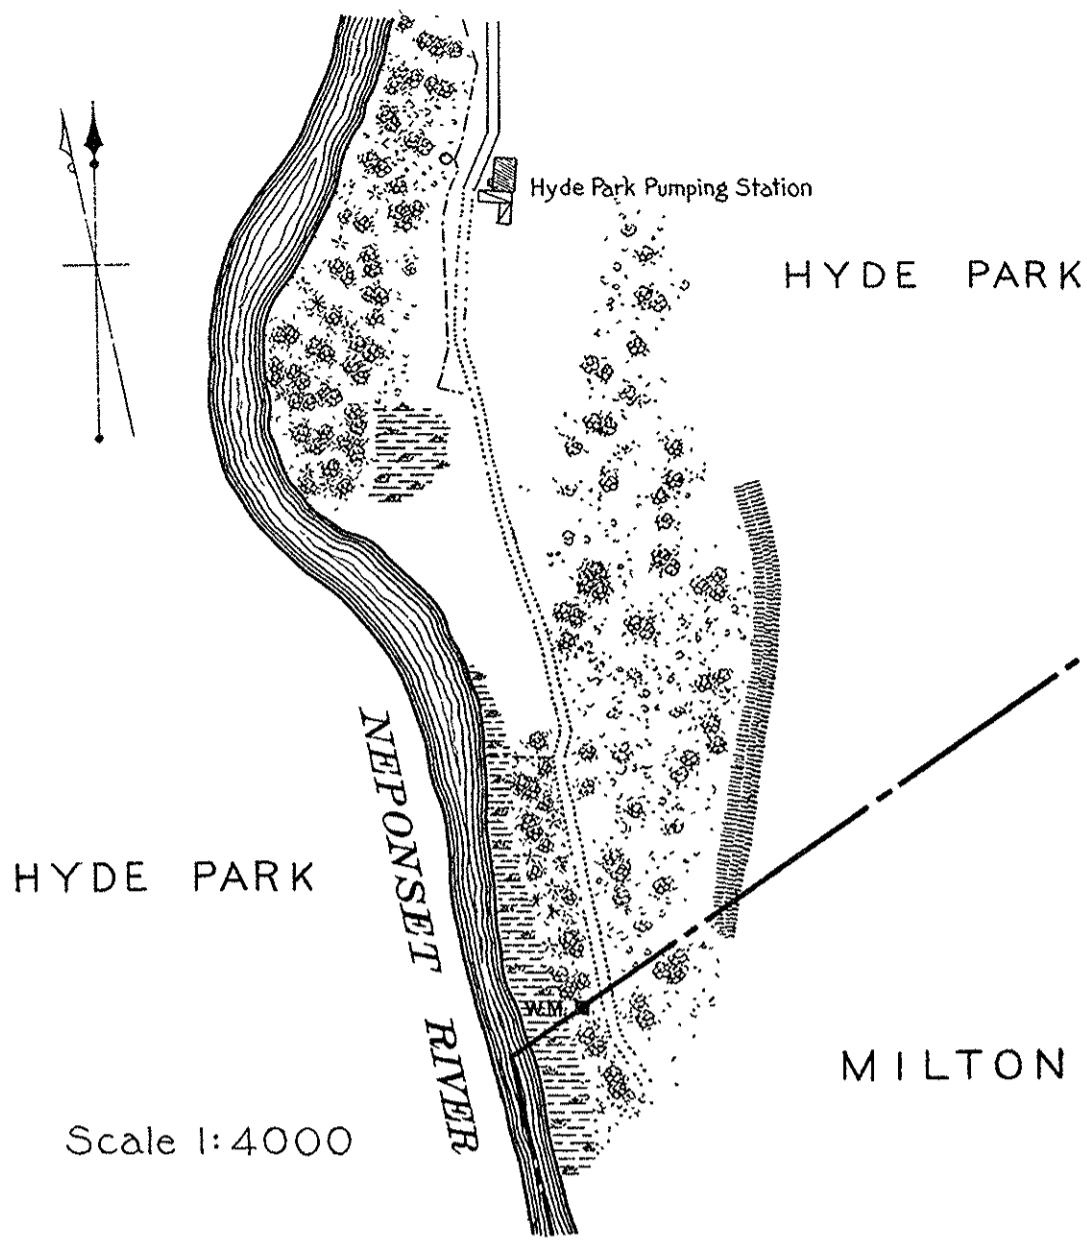 Hyde Park Pumping Station
HYDE PARK
NEPONSET RIVER
HYDE PARK
W.M.
MILTON
Scale 1:4000